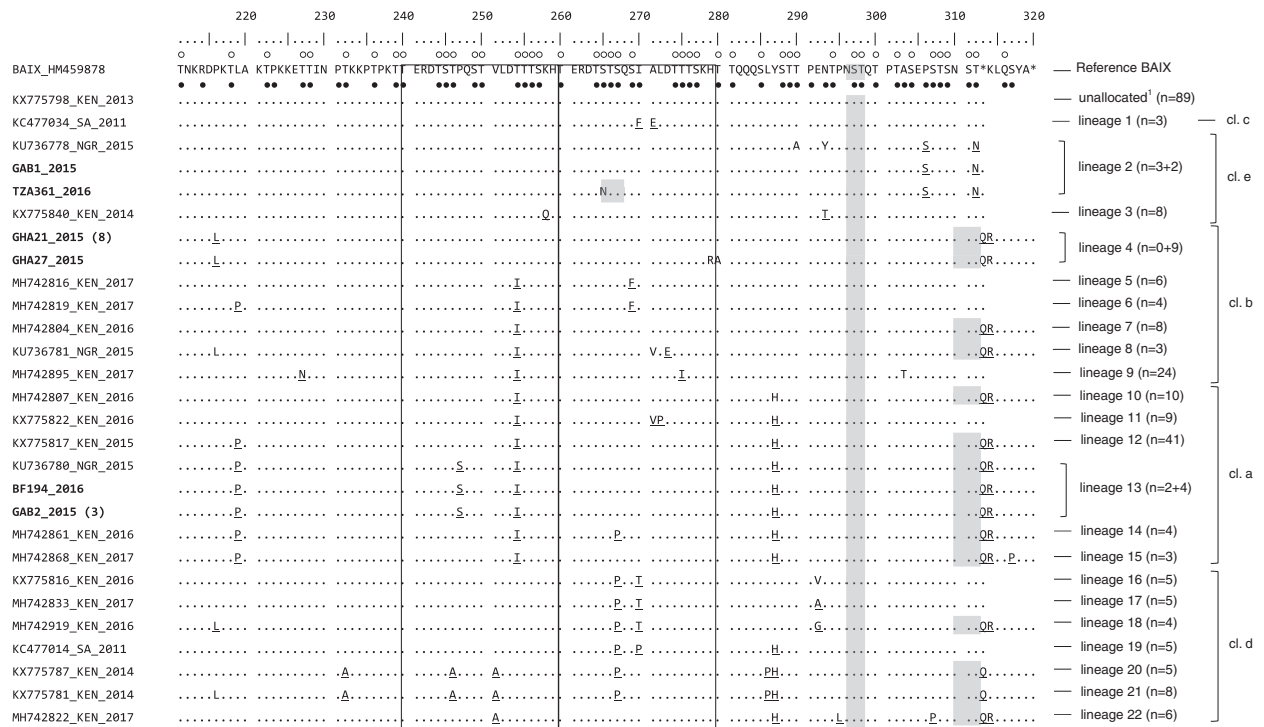 220 230 240 250 260 270 280 290 300 310 320
BAIX_HM459878 TNKRDPKTLA KTPKKETTIN PTKKPTPKTT ERDTSTPQST VLDTTTSKHT ERDTSTSQSI ALDTTTSKHT TQQQSLYSTT PENTPNSTQT PTASEPSTSN ST*KLQSYA* Reference BAIX
KX775798_KEN_2013 .......... .......... .......... .......... .......... .......... .......... .......... .......... .......... ... unallocated¹ (n=89)
KC477034_SA_2011 F E lineage 1 (n=3) cl. c
KU736778_NGR_2015 A Y S N
GAB1_2015 S N lineage 2 (n=3+2) cl. e
TZA361_2016 N S N
KX775840_KEN_2014 Q T lineage 3 (n=8)
GHA21_2015 (8) L QR
GHA27_2015 RA QR lineage 4 (n=0+9)
MH742816_KEN_2017 I F lineage 5 (n=6)
MH742819_KEN_2017 P I F lineage 6 (n=4) cl. b
MH742804_KEN_2016 I QR lineage 7 (n=8)
KU736781_NGR_2015 L I V.E QR lineage 8 (n=3)
MH742895_KEN_2017 N I I T lineage 9 (n=24)
MH742807_KEN_2016 I H QR lineage 10 (n=10)
KX775822_KEN_2016 I VP H lineage 11 (n=9)
KX775817_KEN_2015 P I H QR lineage 12 (n=41)
KU736780_NGR_2015 P S I H QR
BF194_2016 P S I H QR lineage 13 (n=2+4) cl. a
GAB2_2015 (3) P S I H QR
MH742861_KEN_2016 P I P H QR lineage 14 (n=4)
MH742868_KEN_2017 P I H QR..P lineage 15 (n=3)
KX775816_KEN_2016 P T V lineage 16 (n=5)
MH742833_KEN_2017 P T A lineage 17 (n=5)
MH742919_KEN_2016 L P T G QR lineage 18 (n=4)
KC477014_SA_2011 P P H lineage 19 (n=5) cl. d
KX775787_KEN_2014 A A A P PH Q lineage 20 (n=5)
KX775781_KEN_2014 L A A A P PH Q lineage 21 (n=8)
MH742822_KEN_2017 A H L P QR lineage 22 (n=6)